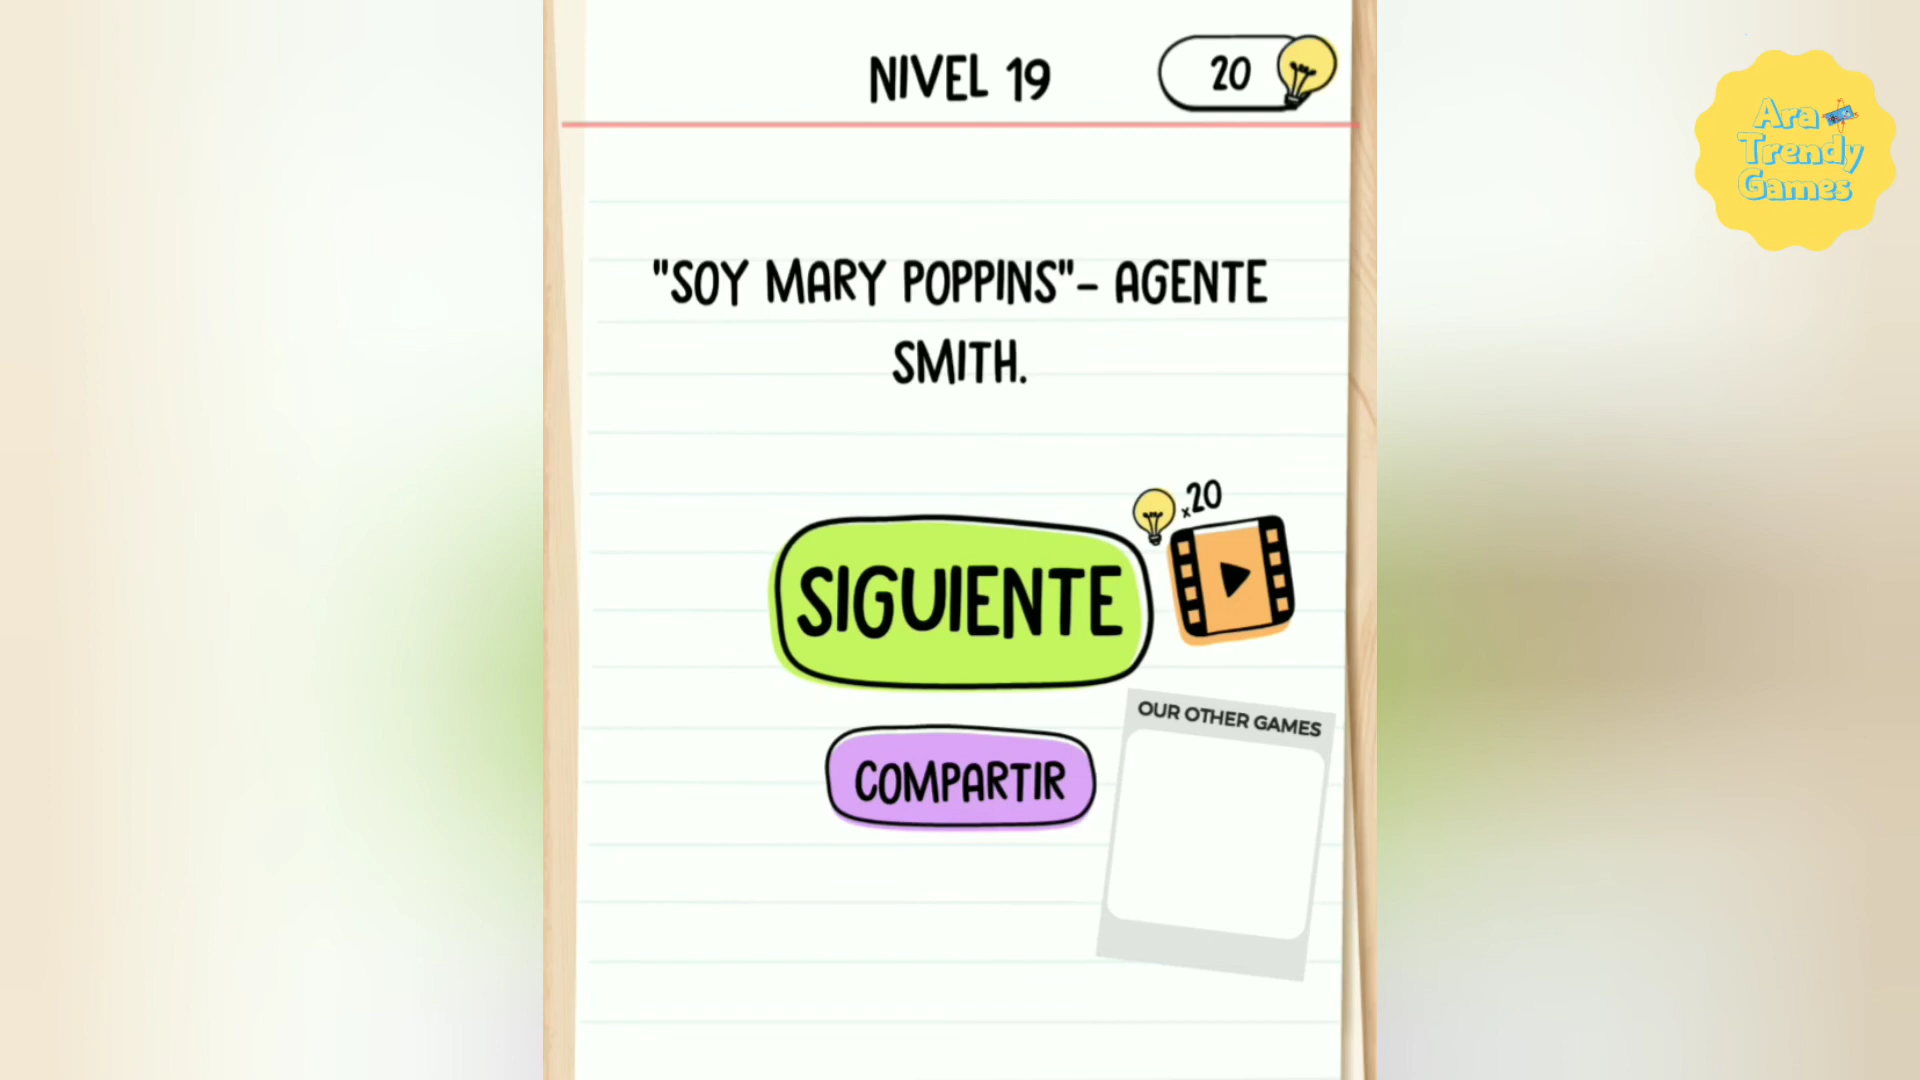 NIVEL 19
20
Ara
Trendy
Games
"SOY MARY POPPINS"- AGENTE
SMITH.
x20
SIGUIENTE
OUR OTHER GAMES
COMPARTIR